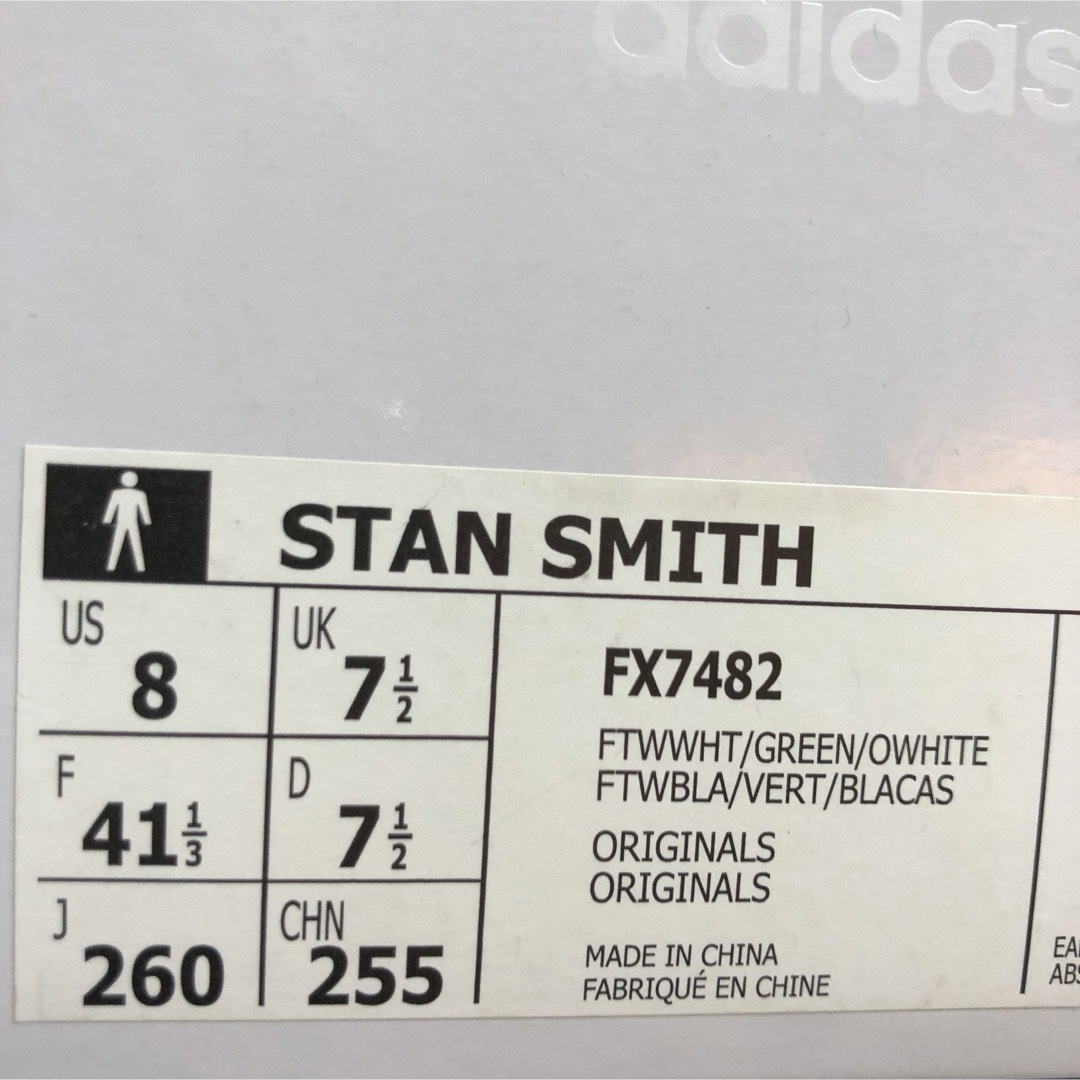 adidas
STAN SMITH
US 8
UK 7 1/2
F 41 1/3
D 7 1/2
J 260
CHN 255
FX7482
FTWWHT/GREEN/OWHITE
FTWBLA/VERT/BLACAS
ORIGINALS
ORIGINALS
MADE IN CHINA
FABRIQUÉ EN CHINE